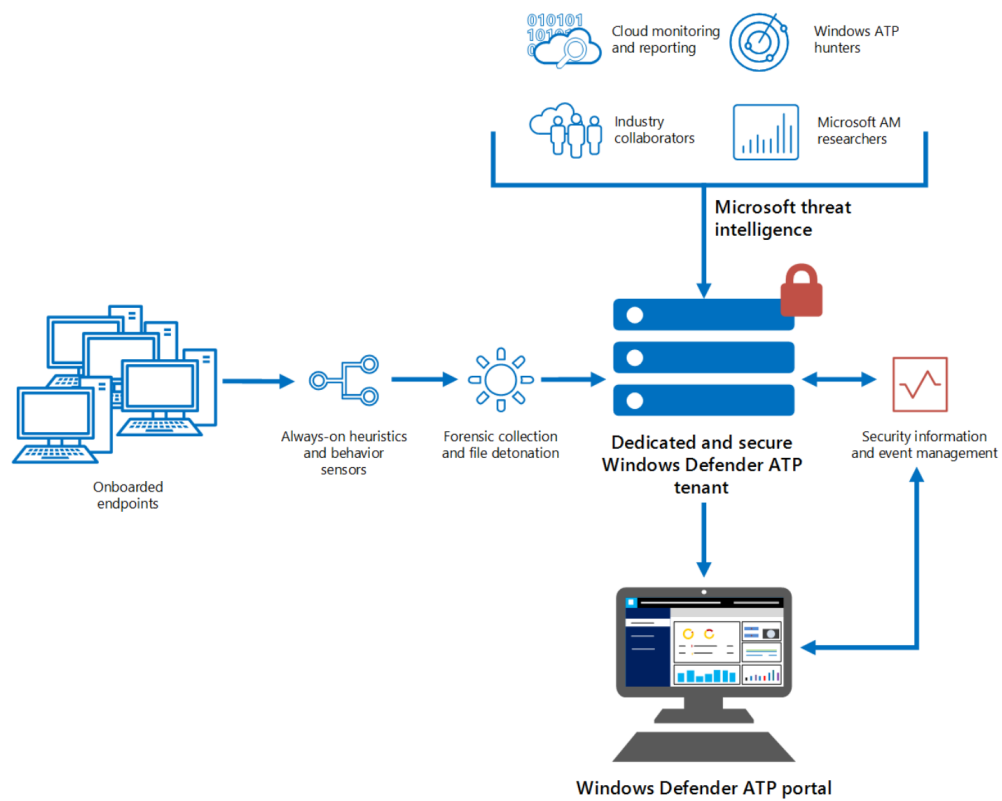 010101
1010
0
Cloud monitoring
and reporting
Windows ATP
hunters
Industry
collaborators
Microsoft AM
researchers
Microsoft threat
intelligence
Onboarded
endpoints
Always-on heuristics
and behavior
sensors
Forensic collection
and file detonation
Dedicated and secure
Windows Defender ATP
tenant
Security information
and event management
Windows Defender ATP portal